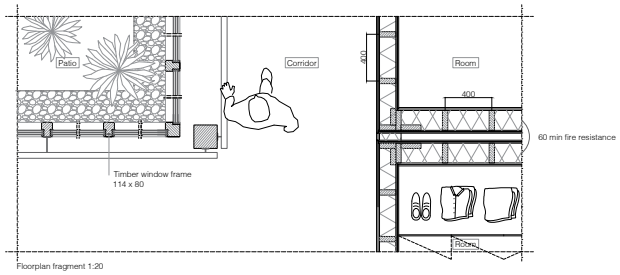 Patio
Corridor
400
Room
400
60 min fire resistance
Timber window frame
114 x 80
Room
Floorplan fragment 1:20